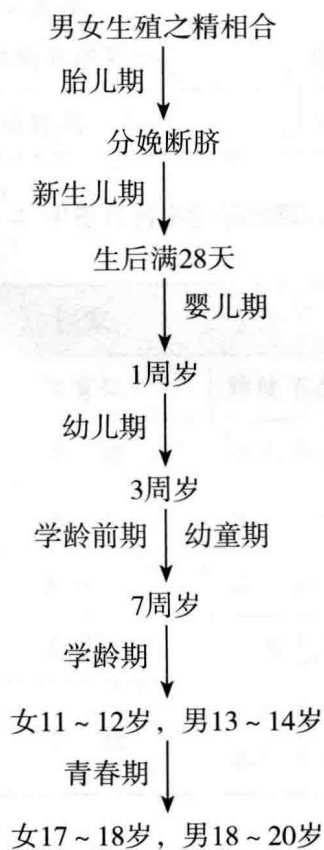 男女生殖之精相合
胎儿期
分娩断脐
新生儿期
生后满28天
婴儿期
1周岁
幼儿期
3周岁
学龄前期 幼童期
7周岁
学龄期
女11~12岁，男13~14岁
青春期
女17~18岁，男18~20岁